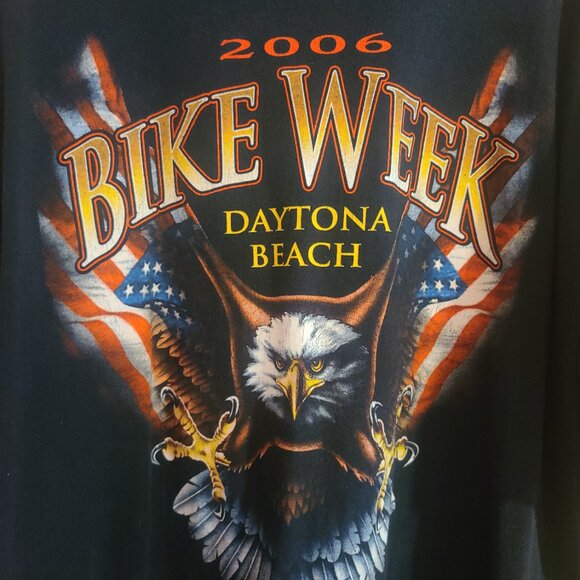 2006
BIKE WEEK
DAYTONA
BEACH